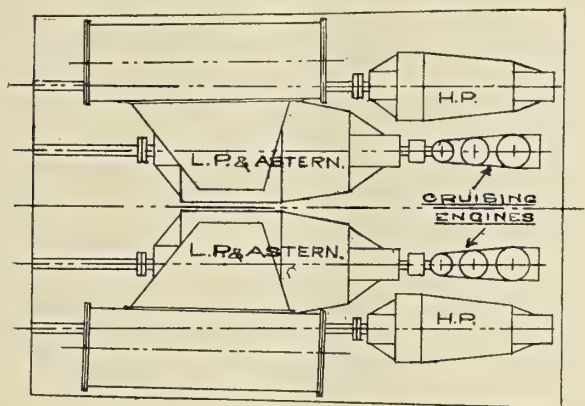 H.P.
L.P. & ASTERN.
CRUISING
ENGINES
L.P. & ASTERN.
H.P.